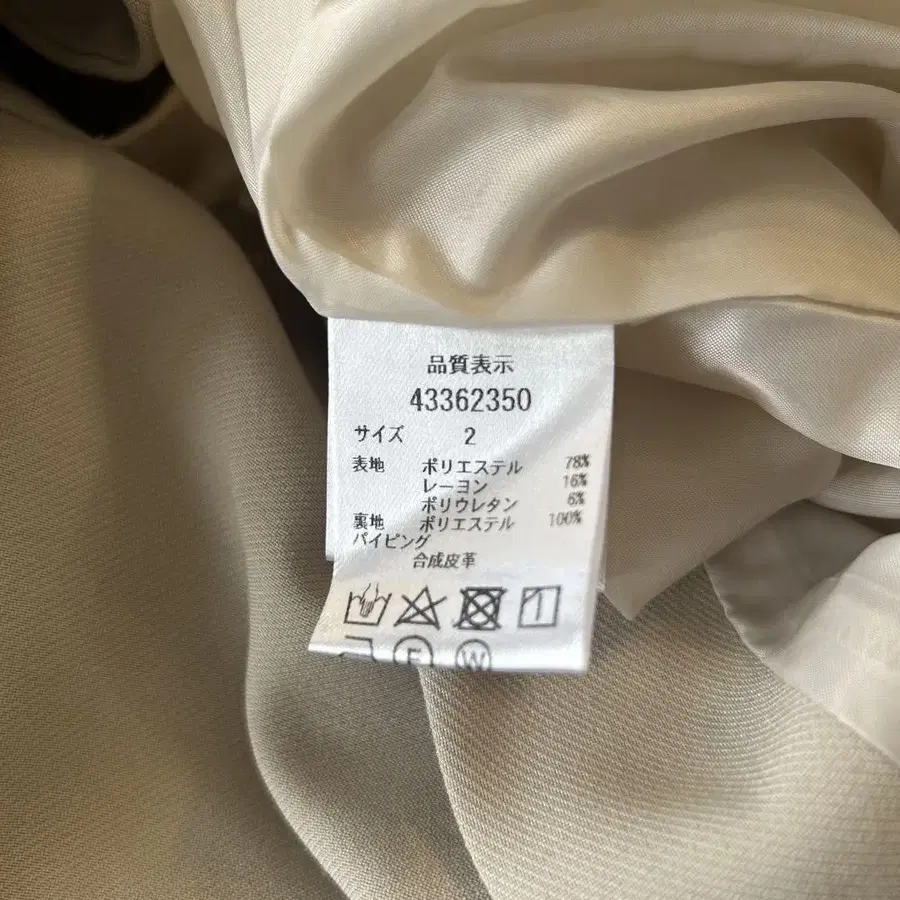 品質表示
43362350
サイズ 2
表地 ポリエステル 78%
レーヨン 16%
ポリウレタン 6%
裏地 ポリエステル 100%
パイピング
合成皮革
F W